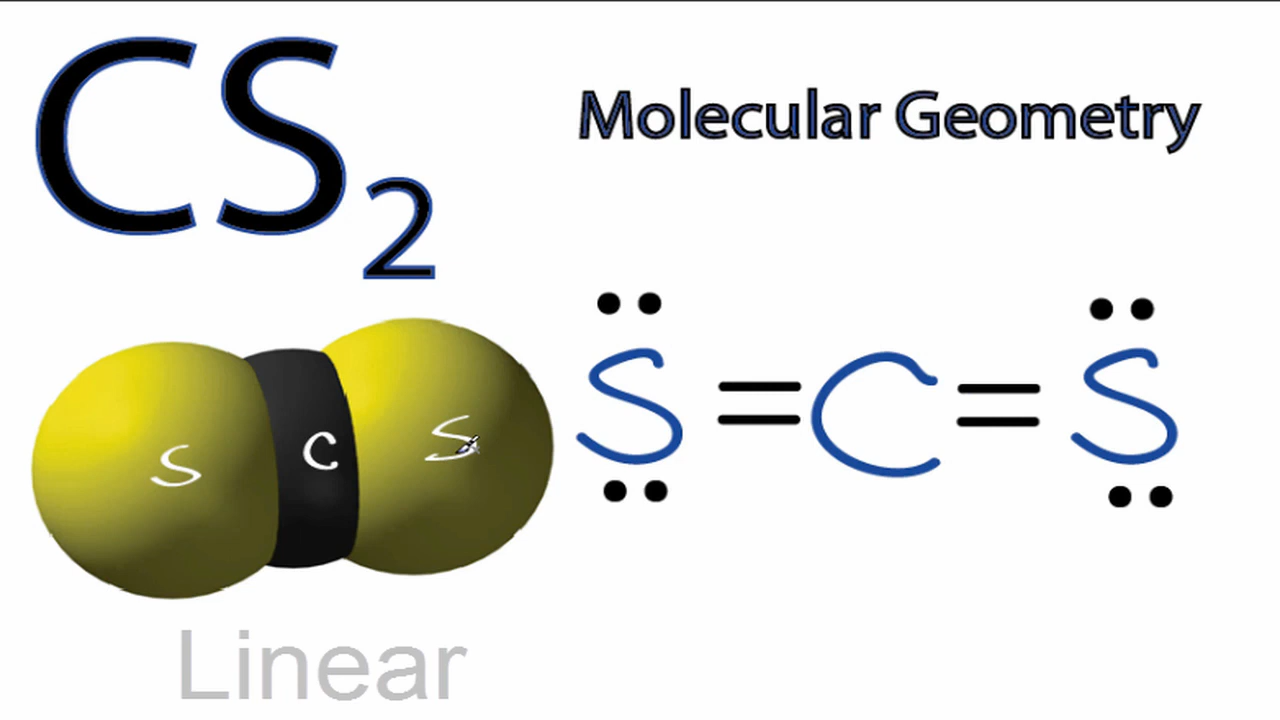 CS₂
Molecular Geometry
S = C = S
S C S
Linear